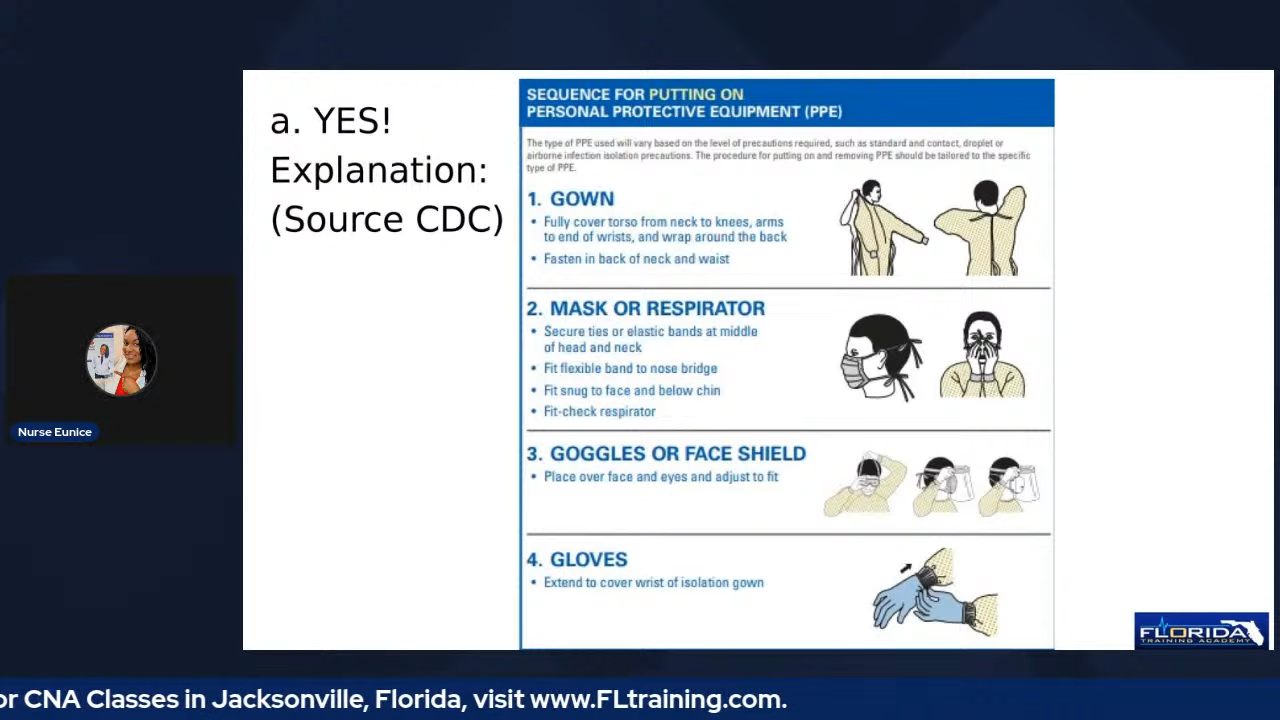 a. YES!
Explanation:
(Source CDC)
SEQUENCE FOR PUTTING ON
PERSONAL PROTECTIVE EQUIPMENT (PPE)
The type of PPE used will vary based on the level of precautions required, such as standard and contact, droplet or
airborne infection isolation precautions. The procedure for putting on and removing PPE should be tailored to the specific
type of PPE.
1. GOWN
• Fully cover torso from neck to knees, arms
to end of wrists, and wrap around the back
• Fasten in back of neck and waist
2. MASK OR RESPIRATOR
• Secure ties or elastic bands at middle
of head and neck
• Fit flexible band to nose bridge
• Fit snug to face and below chin
• Fit-check respirator
3. GOGGLES OR FACE SHIELD
• Place over face and eyes and adjust to fit
4. GLOVES
• Extend to cover wrist of isolation gown
Nurse Eunice
FLORIDA
TRAINING ACADEMY
or CNA Classes in Jacksonville, Florida, visit www.FLtraining.com.